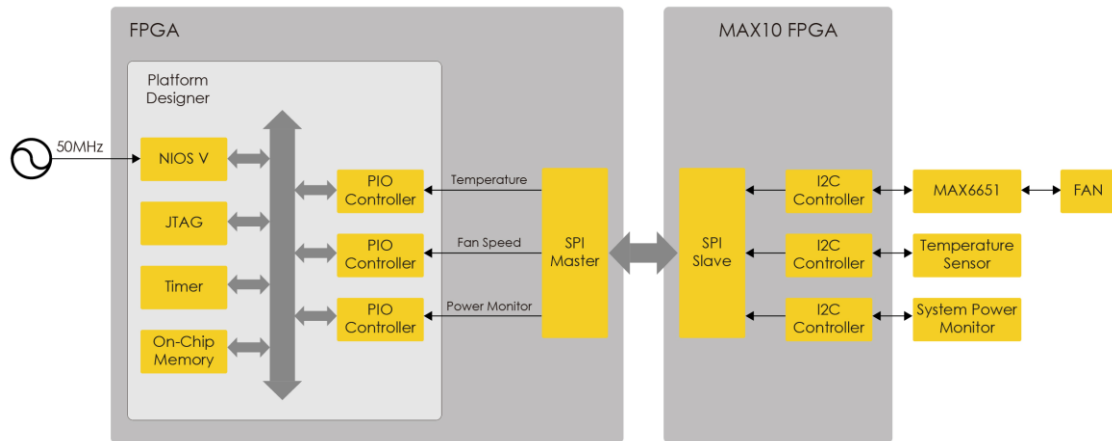 FPGA
MAX10 FPGA
Platform
Designer
50MHz
NIOS V
JTAG
Timer
On-Chip
Memory
PIO
Controller
PIO
Controller
PIO
Controller
Temperature
Fan Speed
Power Monitor
SPI
Master
SPI
Slave
I2C
Controller
I2C
Controller
I2C
Controller
MAX6651
FAN
Temperature
Sensor
System Power
Monitor